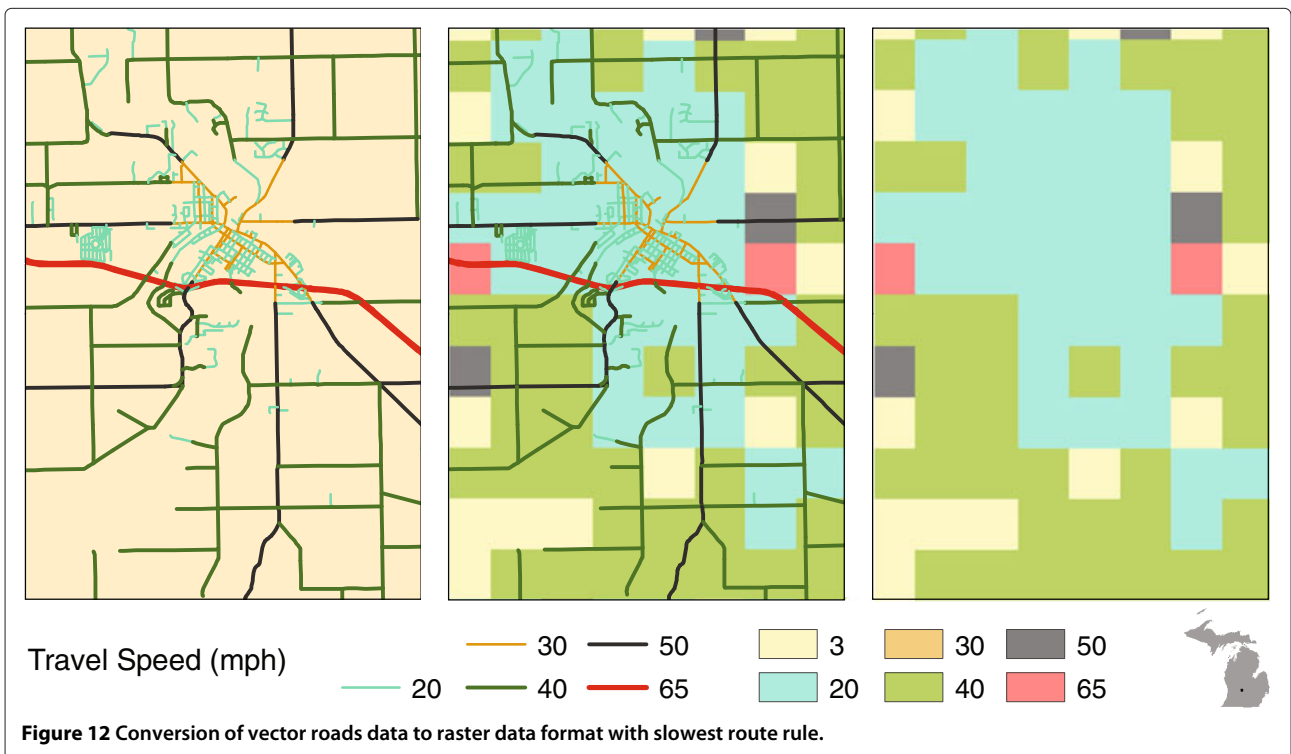 Travel Speed (mph)
30 50 3 30 50
20 40 65 20 40 65
Figure 12 Conversion of vector roads data to raster data format with slowest route rule.